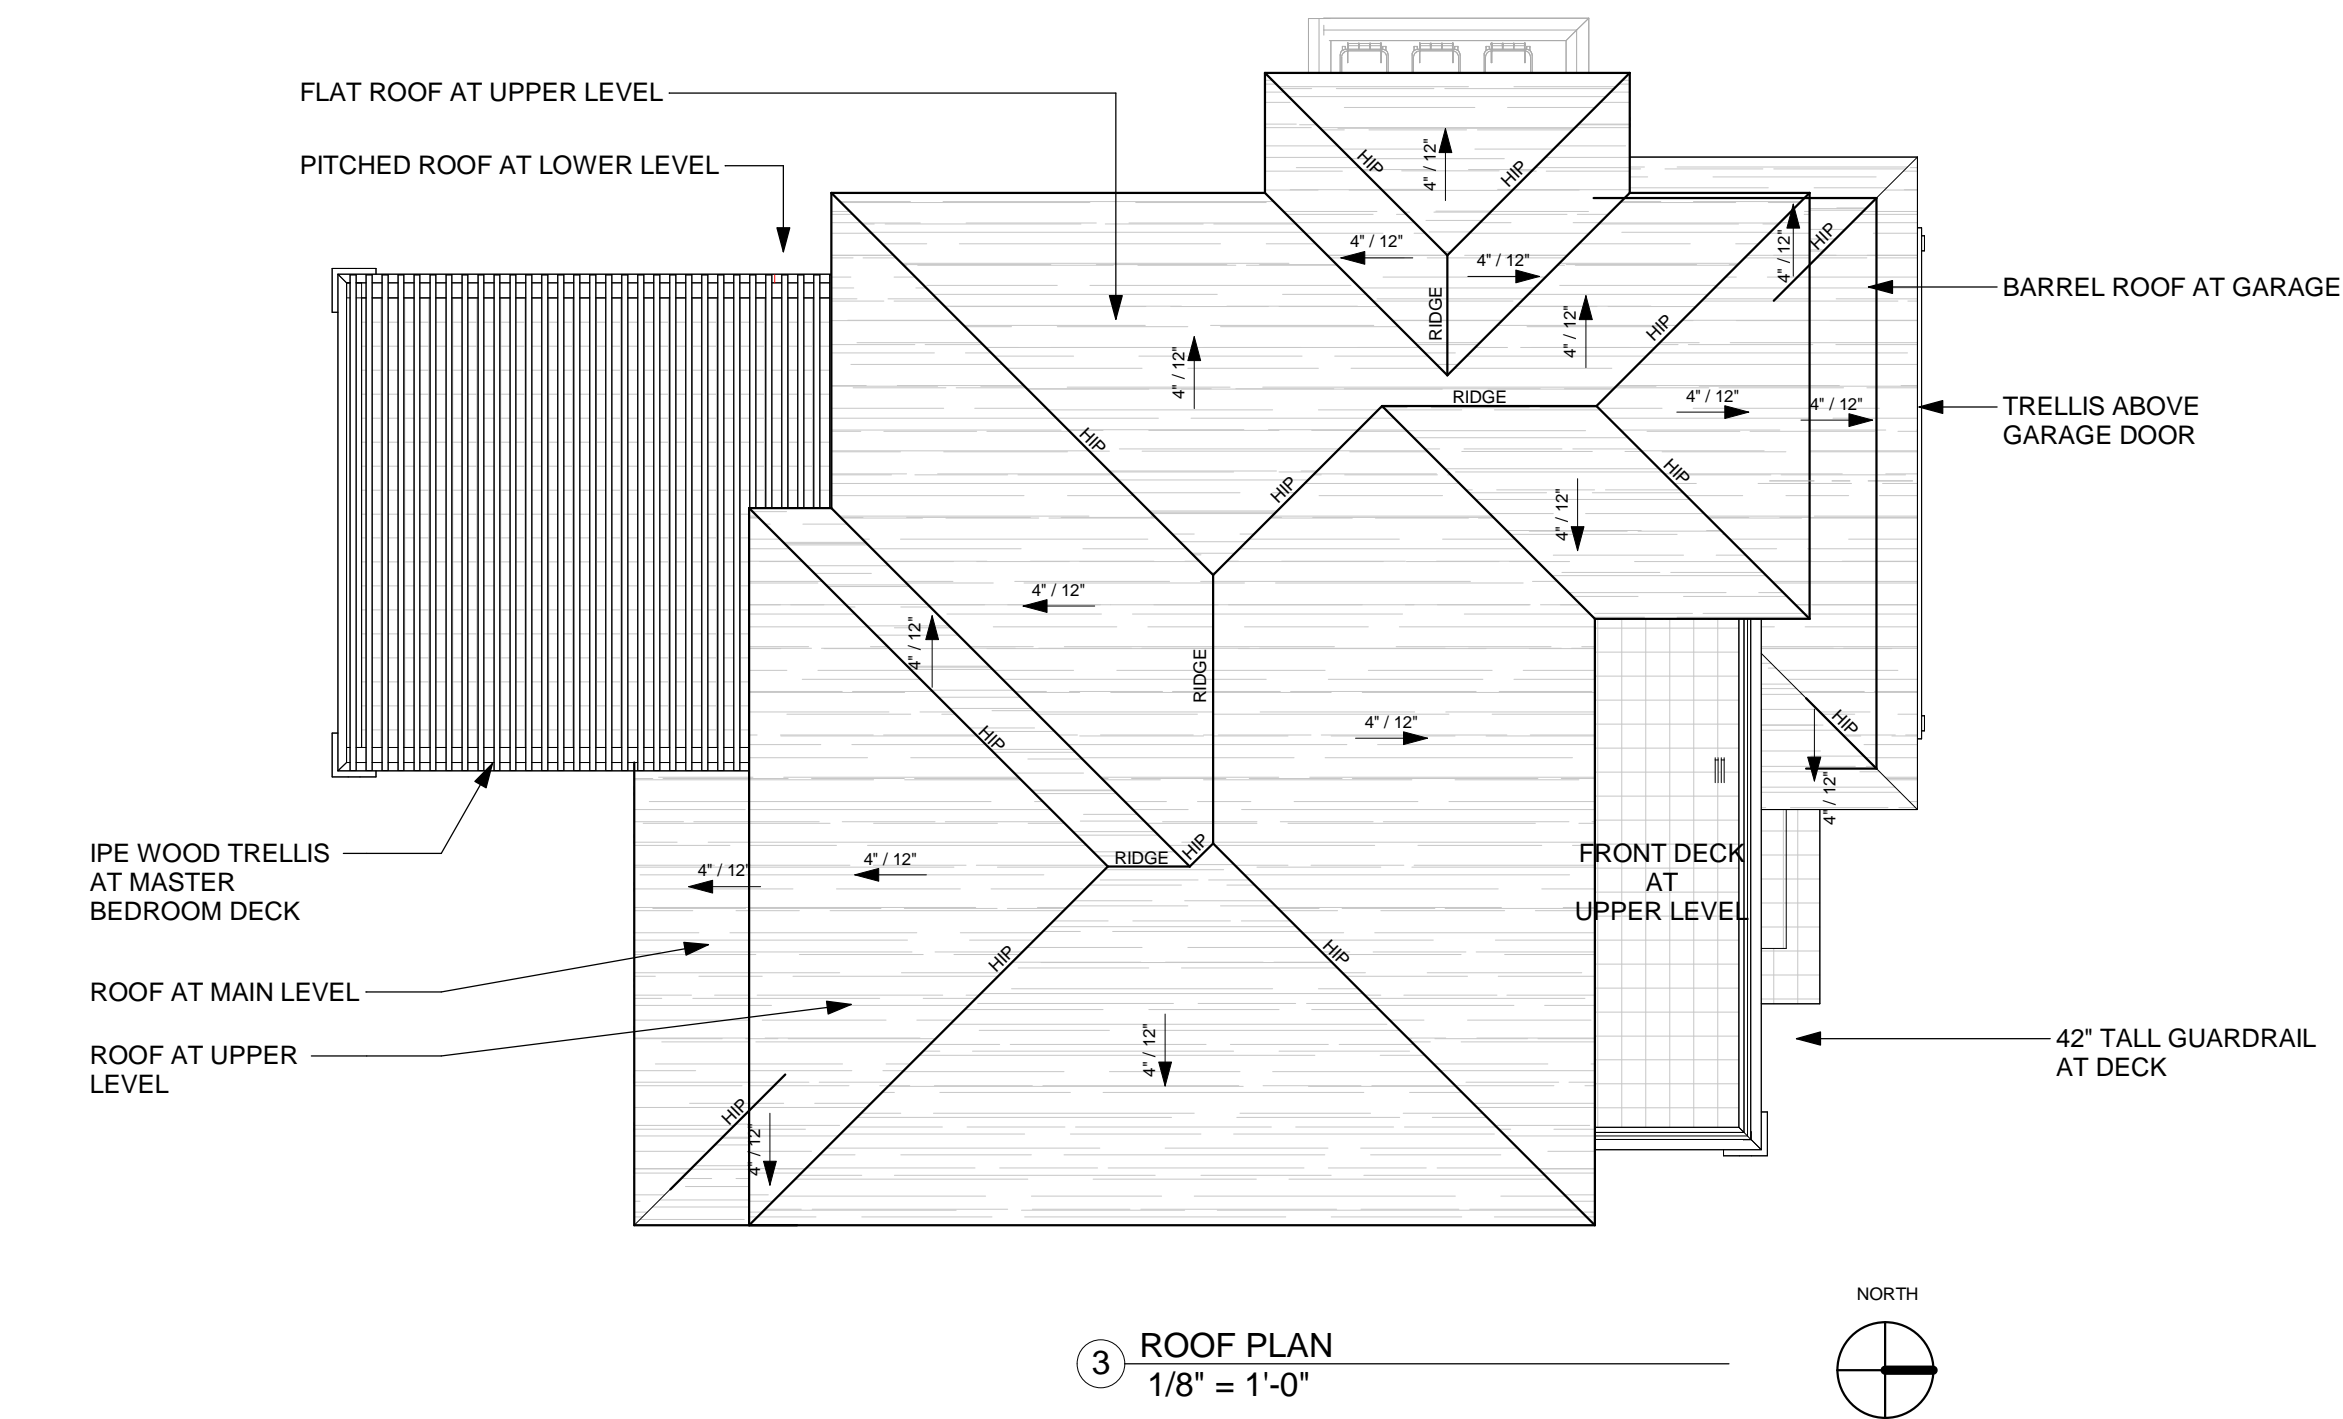 FLAT ROOF AT UPPER LEVEL
PITCHED ROOF AT LOWER LEVEL
HIP
4" / 12"
HIP
4" / 12"
4" / 12"
RIDGE
4" / 12"
HIP
BARREL ROOF AT GARAGE
4" / 12"
HIP
4" / 12"
RIDGE
4" / 12"
4" / 12"
TRELLIS ABOVE
GARAGE DOOR
HIP
HIP
HIP
4" / 12"
4" / 12"
4" / 12"
RIDGE
HIP
4" / 12"
HIP
4" / 12"
IPE WOOD TRELLIS
AT MASTER
BEDROOM DECK
4" / 12"
4" / 12"
RIDGE
HIP
FRONT DECK
AT
UPPER LEVEL
HIP
HIP
ROOF AT MAIN LEVEL
ROOF AT UPPER
LEVEL
4" / 12"
42" TALL GUARDRAIL
AT DECK
HIP
4" / 12"
NORTH
3
ROOF PLAN
1/8" = 1'-0"